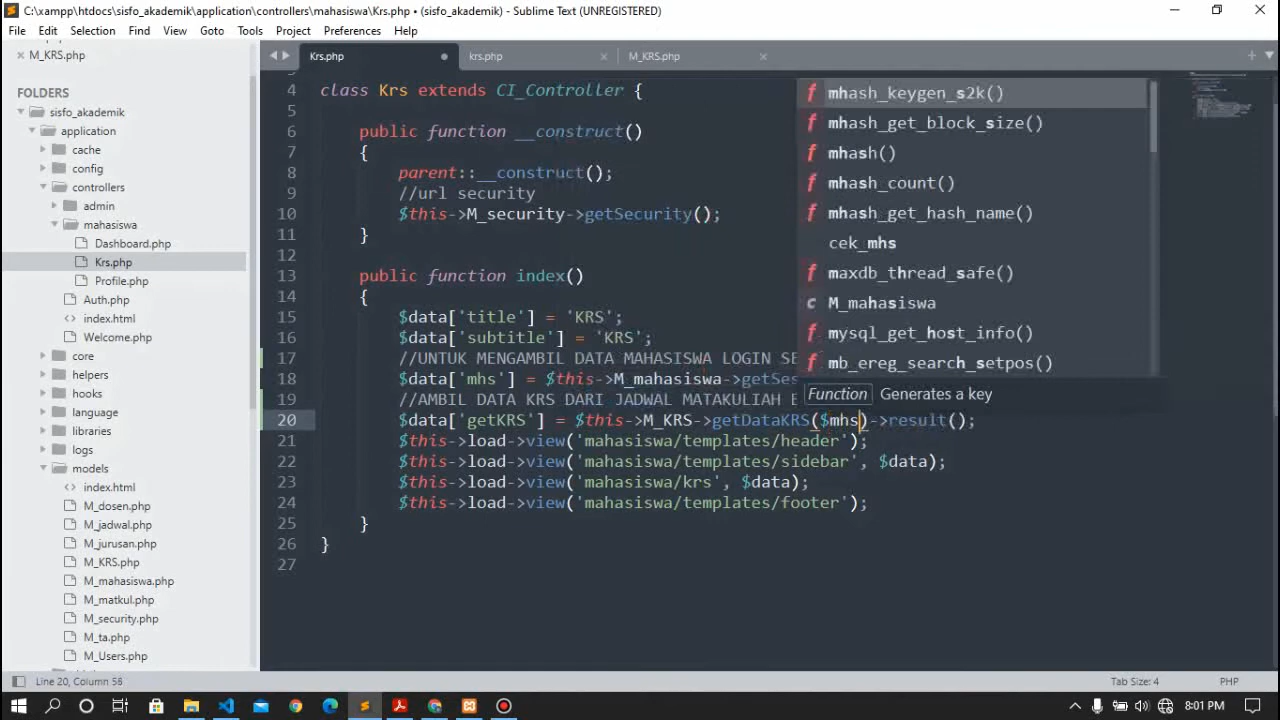 C:\xampp\htdocs\sisfo_akademik\application\controllers\mahasiswa\Krs.php • (sisfo_akademik) - Sublime Text (UNREGISTERED)
File Edit Selection Find View Goto Tools Project Preferences Help
M_KRS.php
FOLDERS
sisfo_akademik
application
cache
config
controllers
admin
mahasiswa
Dashboard.php
Krs.php
Profile.php
Auth.php
index.html
Welcome.php
core
helpers
hooks
language
libraries
logs
models
index.html
M_dosen.php
M_jadwal.php
M_jurusan.php
M_KRS.php
M_mahasiswa.php
M_matkul.php
M_security.php
M_ta.php
M_Users.php
Krs.php krs.php M_KRS.php
4 class Krs extends CI_Controller {
5
6 public function __construct()
7 {
8 parent::__construct();
9 //url security
10 $this->M_security->getSecurity();
11 }
12
13 public function index()
14 {
15 $data['title'] = 'KRS';
16 $data['subtitle'] = 'KRS';
17 //UNTUK MENGAMBIL DATA MAHASISWA LOGIN SE
18 $data['mhs'] = $this->M_mahasiswa->getSe
19 //AMBIL DATA KRS DARI JADWAL MATAKULIAH
20 $data['getKRS'] = $this->M_KRS->getDataKRS($mhs)->result();
21 $this->load->view('mahasiswa/templates/header');
22 $this->load->view('mahasiswa/templates/sidebar', $data);
23 $this->load->view('mahasiswa/krs', $data);
24 $this->load->view('mahasiswa/templates/footer');
25 }
26 }
27
f mhash_keygen_s2k()
f mhash_get_block_size()
f mhash()
f mhash_count()
f mhash_get_hash_name()
cek_mhs
f maxdb_thread_safe()
c M_mahasiswa
f mysql_get_host_info()
f mb_ereg_search_setpos()
Function Generates a key
Line 20, Column 56 Tab Size: 4 PHP
8:01 PM